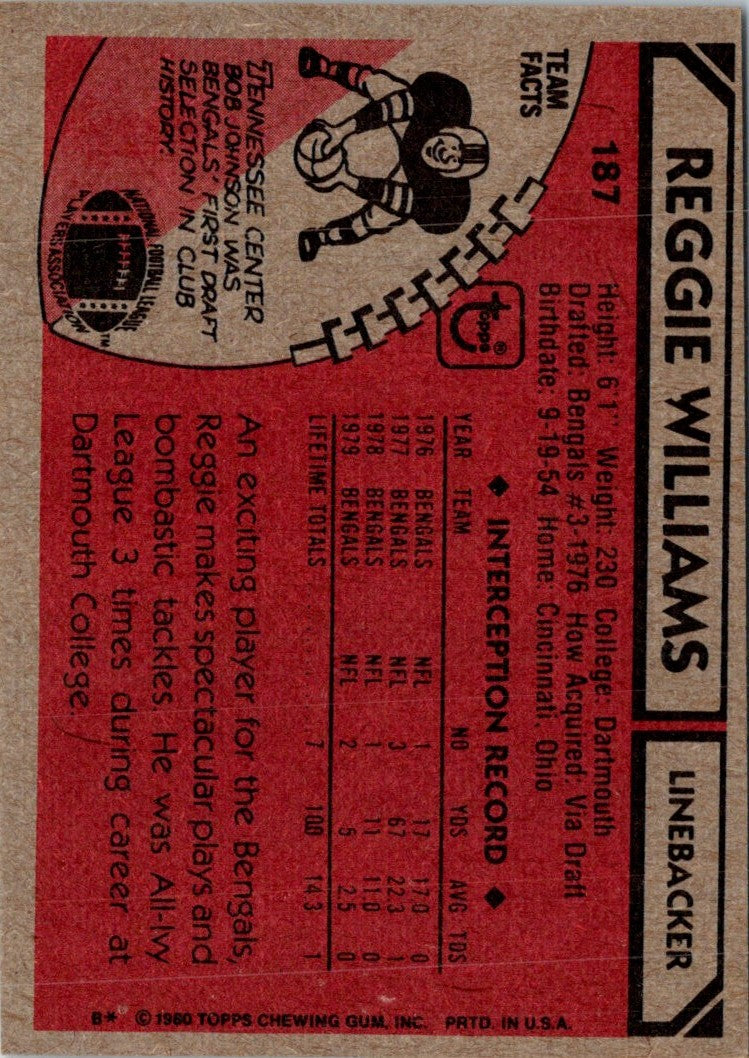 REGGIE WILLIAMS
LINEBACKER
187
Height: 6'1" Weight: 230 College: Dartmouth
Drafted: Bengals #3-1976 How Acquired: Via Draft
Birthdate: 9-19-54 Home: Cincinnati, Ohio
TEAM
FACTS
TENNESSEE CENTER
BOB JOHNSON WAS
BENGALS' FIRST DRAFT
SELECTION IN CLUB
HISTORY.
NATIONAL FOOTBALL LEAGUE
PLAYERS ASSOCIATION
TM
TOPPS®
◆ INTERCEPTION RECORD ◆
YEAR TEAM NO YDS AVG TDS
1976 BENGALS NFL 1 17 17.0 0
1977 BENGALS NFL 3 67 22.3 1
1978 BENGALS NFL 1 11 11.0 0
1979 BENGALS NFL 2 5 2.5 0
LIFETIME TOTALS 7 100 14.3 1
An exciting player for the Bengals,
Reggie makes spectacular plays and
bombastic tackles. He was All-Ivy
League 3 times during career at
Dartmouth College.
B* © 1980 TOPPS CHEWING GUM, INC. PRTD. IN U.S.A.